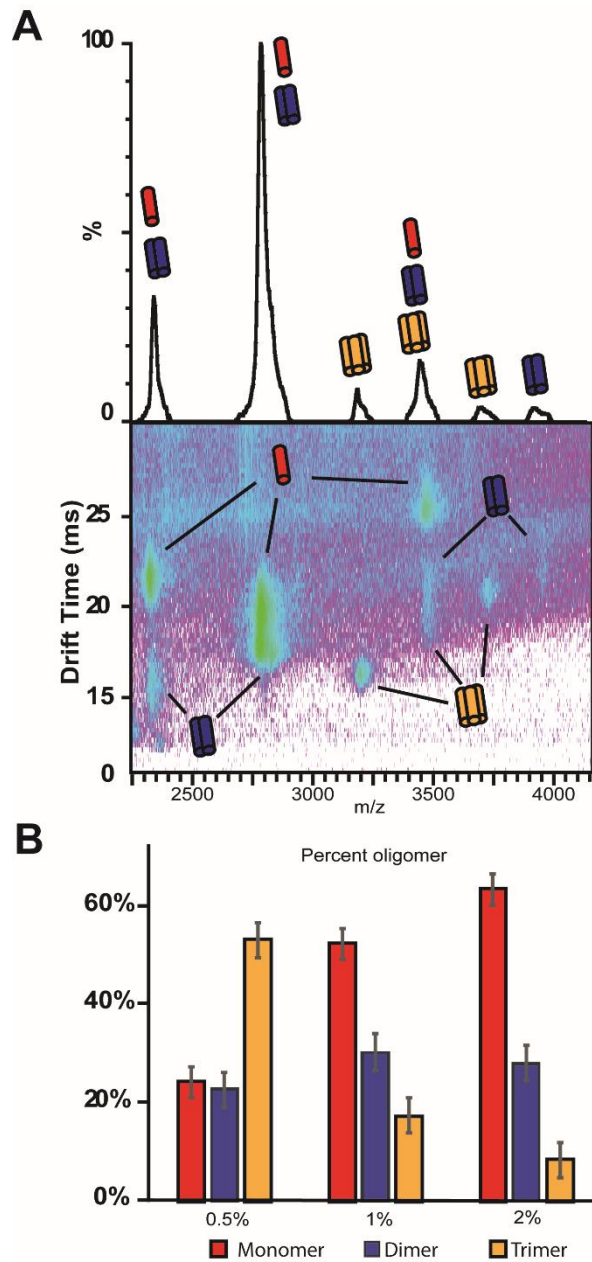 A
100
%
0
Drift Time (ms)
25
20
15
0
2500 3000 3500 4000
m/z
B
Percent oligomer
60%
40%
20%
0%
0.5% 1% 2%
Monomer Dimer Trimer